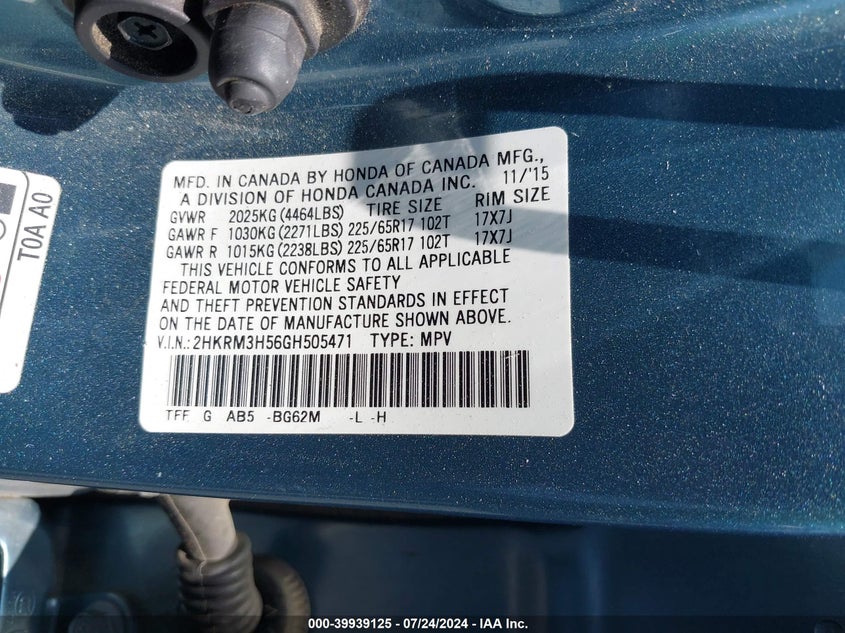 MFD. IN CANADA BY HONDA OF CANADA MFG.,
A DIVISION OF HONDA CANADA INC. 11/'15
GVWR 2025KG (4464LBS) TIRE SIZE RIM SIZE
GAWR F 1030KG (2271LBS) 225/65R17 102T 17X7J
GAWR R 1015KG (2238LBS) 225/65R17 102T 17X7J
THIS VEHICLE CONFORMS TO ALL APPLICABLE
FEDERAL MOTOR VEHICLE SAFETY
AND THEFT PREVENTION STANDARDS IN EFFECT
ON THE DATE OF MANUFACTURE SHOWN ABOVE.
V.I.N.: 2HKRM3H56GH505471 TYPE: MPV
TFF G AB5 -BG62M -L -H
T0A A0
000-39939125 - 07/24/2024 - IAA Inc.